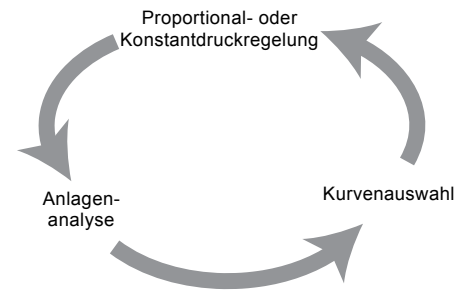 Proportional- oder
Konstantdruckregelung
Anlagen-
analyse
Kurvenauswahl